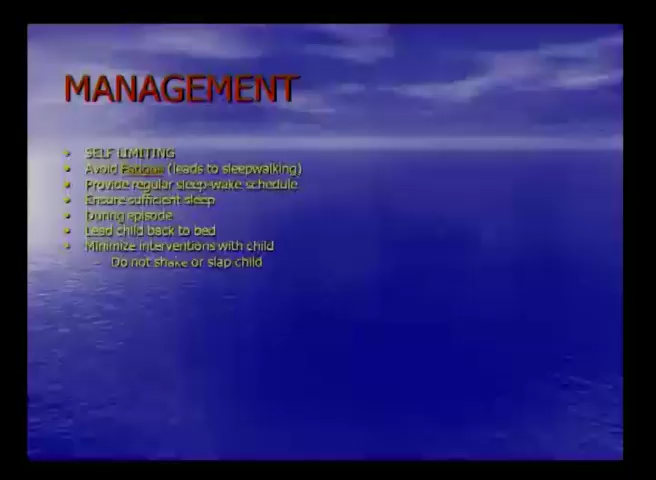 MANAGEMENT
• SELF LIMITING
• Avoid Fatigue (leads to sleepwalking)
• Provide regular sleep-wake schedule
• Ensure sufficient sleep
• During episode
• Lead child back to bed
• Minimize interventions with child
– Do not shake or slap child